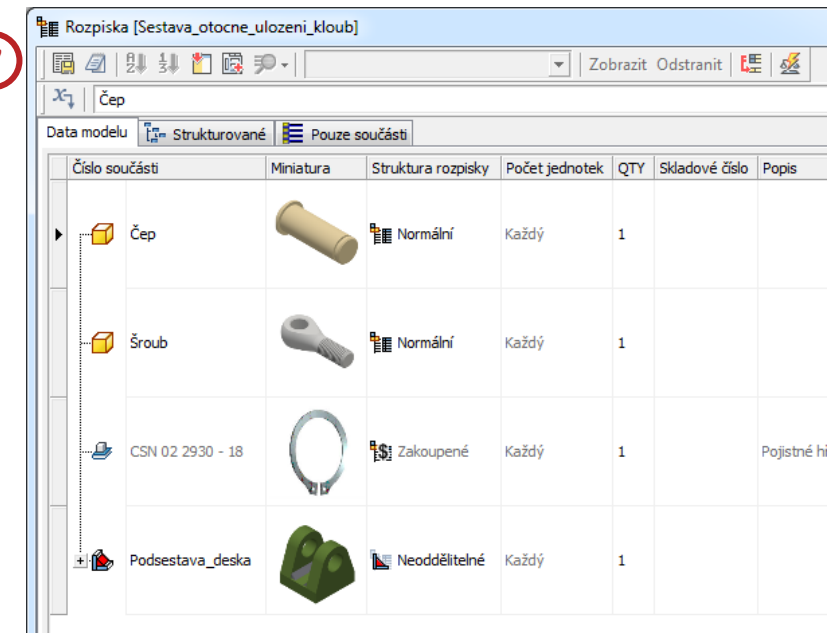 Rozpiska [Sestava_otocne_ulozeni_kloub]
Zobrazit Odstranit
Čep
Data modelu Strukturované Pouze součásti
Číslo součásti Miniatura Struktura rozpisky Počet jednotek QTY Skladové číslo Popis
Čep Normální Každý 1
Šroub Normální Každý 1
CSN 02 2930 - 18 Zakoupené Každý 1 Pojistné
Podsestava_deska Neoddělitelné Každý 1